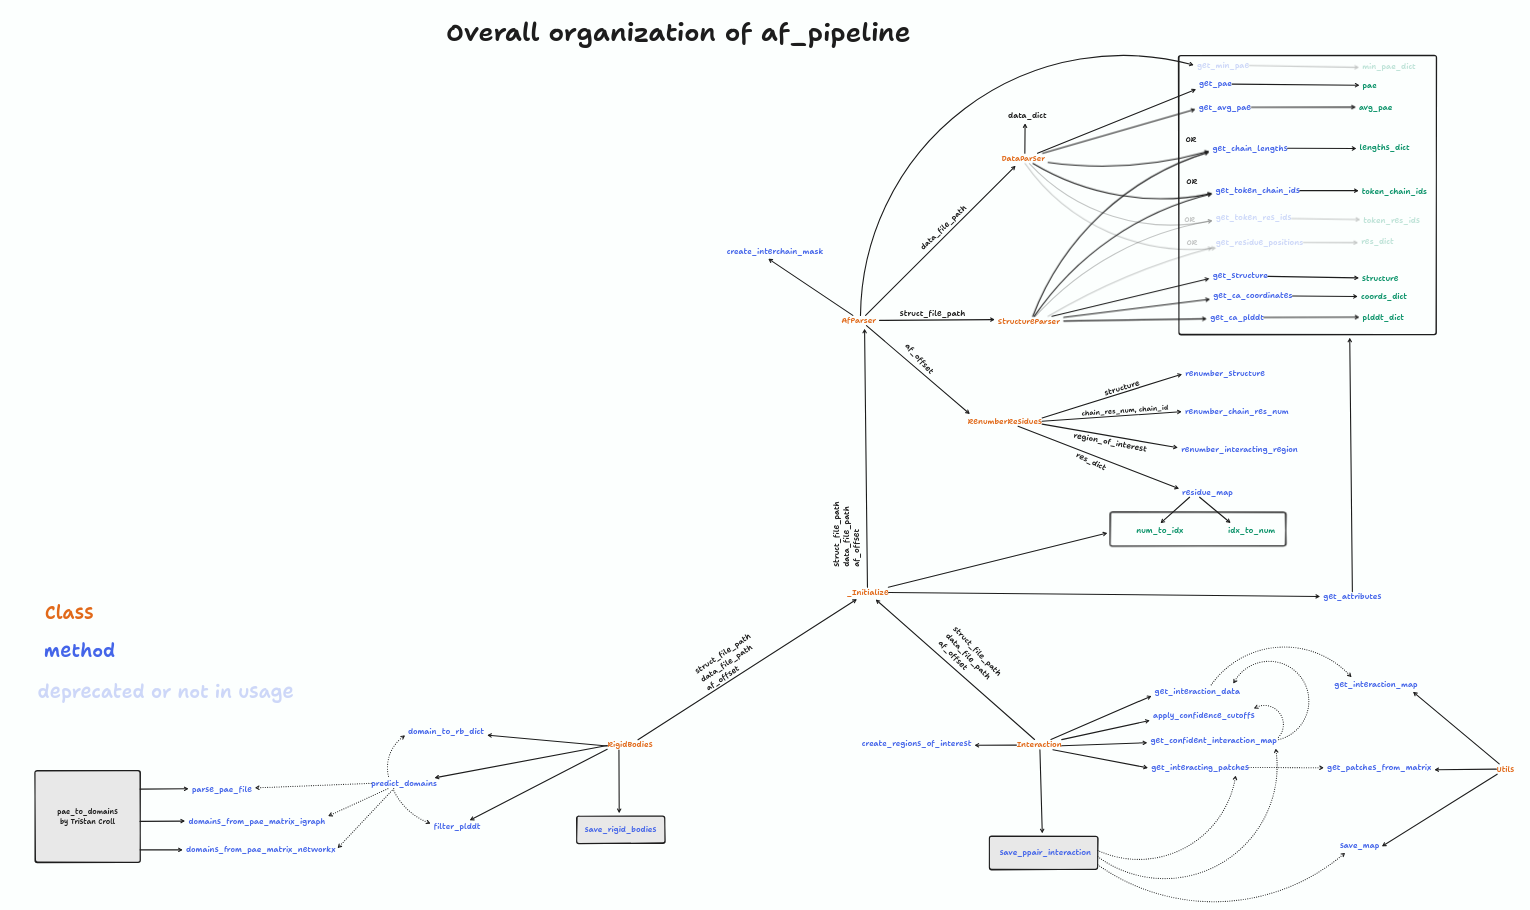 Overall organization of af_pipeline
get_min_pae
min_pae_dict
get_pae
pae
get_avg_pae
avg_pae
data_dict
OR
get_chain_lengths
lengths_dict
DataParser
OR
get_token_chain_ids
token_chain_ids
OR
get_token_res_ids
token_res_ids
data_file_path
OR
get_residue_positions
res_dict
create_interchain_mask
get_structure
structure
get_ca_coordinates
coords_dict
AfParser
struct_file_path
StructureParser
get_ca_plddt
plddt_dict
af_offset
structure
renumber_structure
chain_res_num, chain_id
renumber_chain_res_num
RenumberResidues
region_of_interest
renumber_interacting_region
res_dict
residue_map
num_to_idx
idx_to_num
struct_file_path
data_file_path
af_offset
_Initialize
get_attributes
Class
method
deprecated or not in usage
struct_file_path
data_file_path
af_offset
struct_file_path
data_file_path
af_offset
get_interaction_data
get_interaction_map
apply_confidence_cutoffs
domain_to_rb_dict
RigidBodies
create_regions_of_interest
Interaction
get_confident_interaction_map
get_interacting_patches
get_patches_from_matrix
Utils
parse_pae_file
predict_domains
pae_to_domains
by Tristan Croll
domains_from_pae_matrix_igraph
filter_plddt
save_rigid_bodies
domains_from_pae_matrix_networkx
save_ppair_interaction
save_map